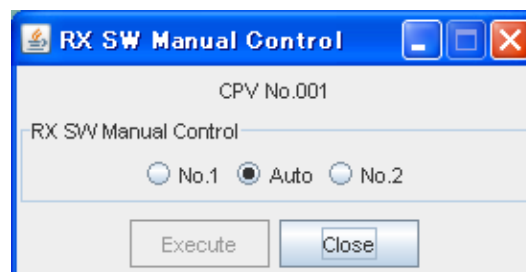 RX SW Manual Control
CPV No.001
RX SW Manual Control
No.1 Auto No.2
Execute Close